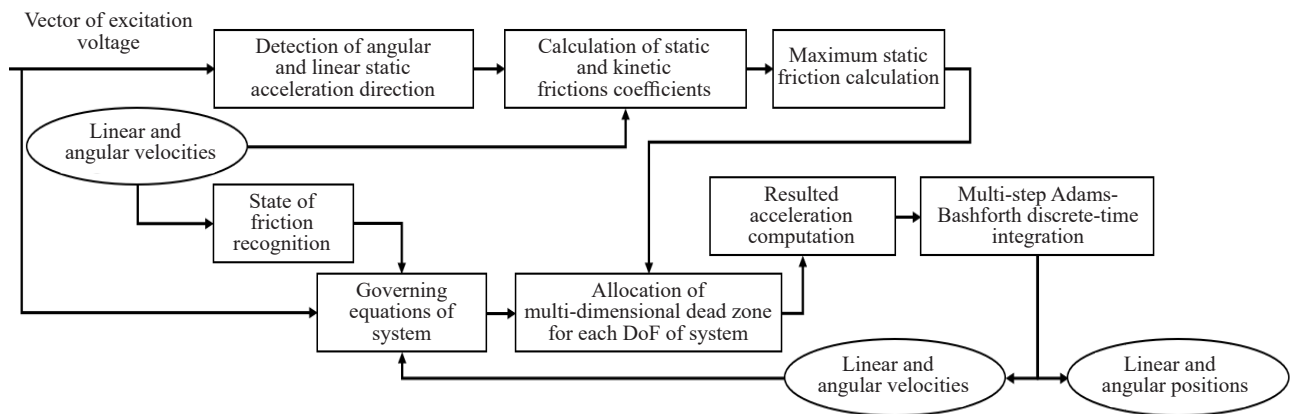 Vector of excitation
voltage
Detection of angular
and linear static
acceleration direction
Calculation of static
and kinetic
frictions coefficients
Maximum static
friction calculation
Linear and
angular velocities
State of
friction
recognition
Resulted
acceleration
computation
Multi-step Adams-
Bashforth discrete-time
integration
Governing
equations of
system
Allocation of
multi-dimensional dead zone
for each DoF of system
Linear and
angular velocities
Linear and
angular positions